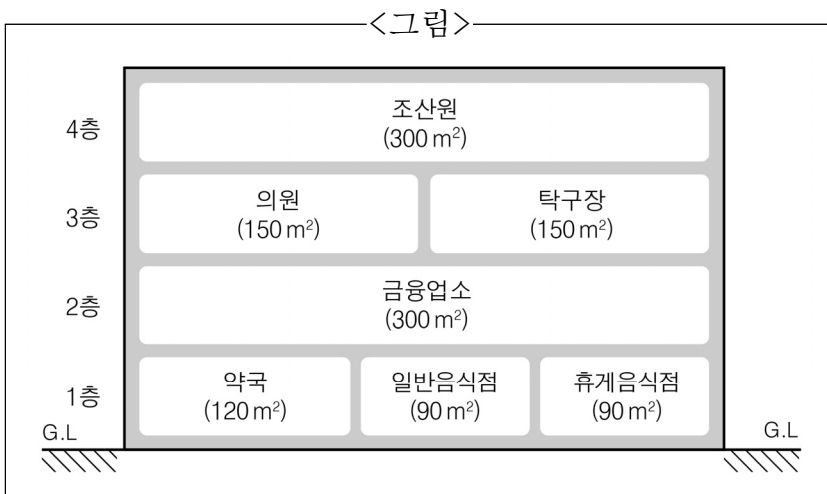 <그림>
4층
조산원
(300 m²)
3층
의원
(150 m²)
탁구장
(150 m²)
2층
금융업소
(300 m²)
1층
약국
(120 m²)
일반음식점
(90 m²)
휴게음식점
(90 m²)
G.L
G.L